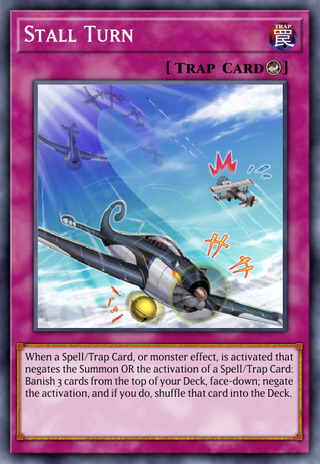 Stall Turn
TRAP
罠
[ Trap Card ]
When a Spell/Trap Card, or monster effect, is activated that
negates the Summon OR the activation of a Spell/Trap Card:
Banish 3 cards from the top of your Deck, face-down; negate
the activation, and if you do, shuffle that card into the Deck.